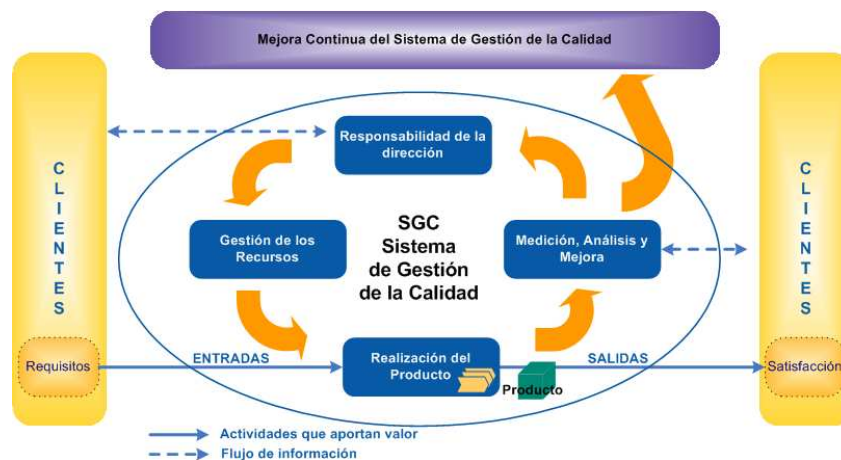 Mejora Continua del Sistema de Gestión de la Calidad
CLIENTES
Requisitos
Responsabilidad de la
dirección
Gestión de los
Recursos
SGC
Sistema
de Gestión
de la Calidad
Medición, Análisis y
Mejora
ENTRADAS
Realización del
Producto
Producto
SALIDAS
CLIENTES
Satisfacción
Actividades que aportan valor
Flujo de información